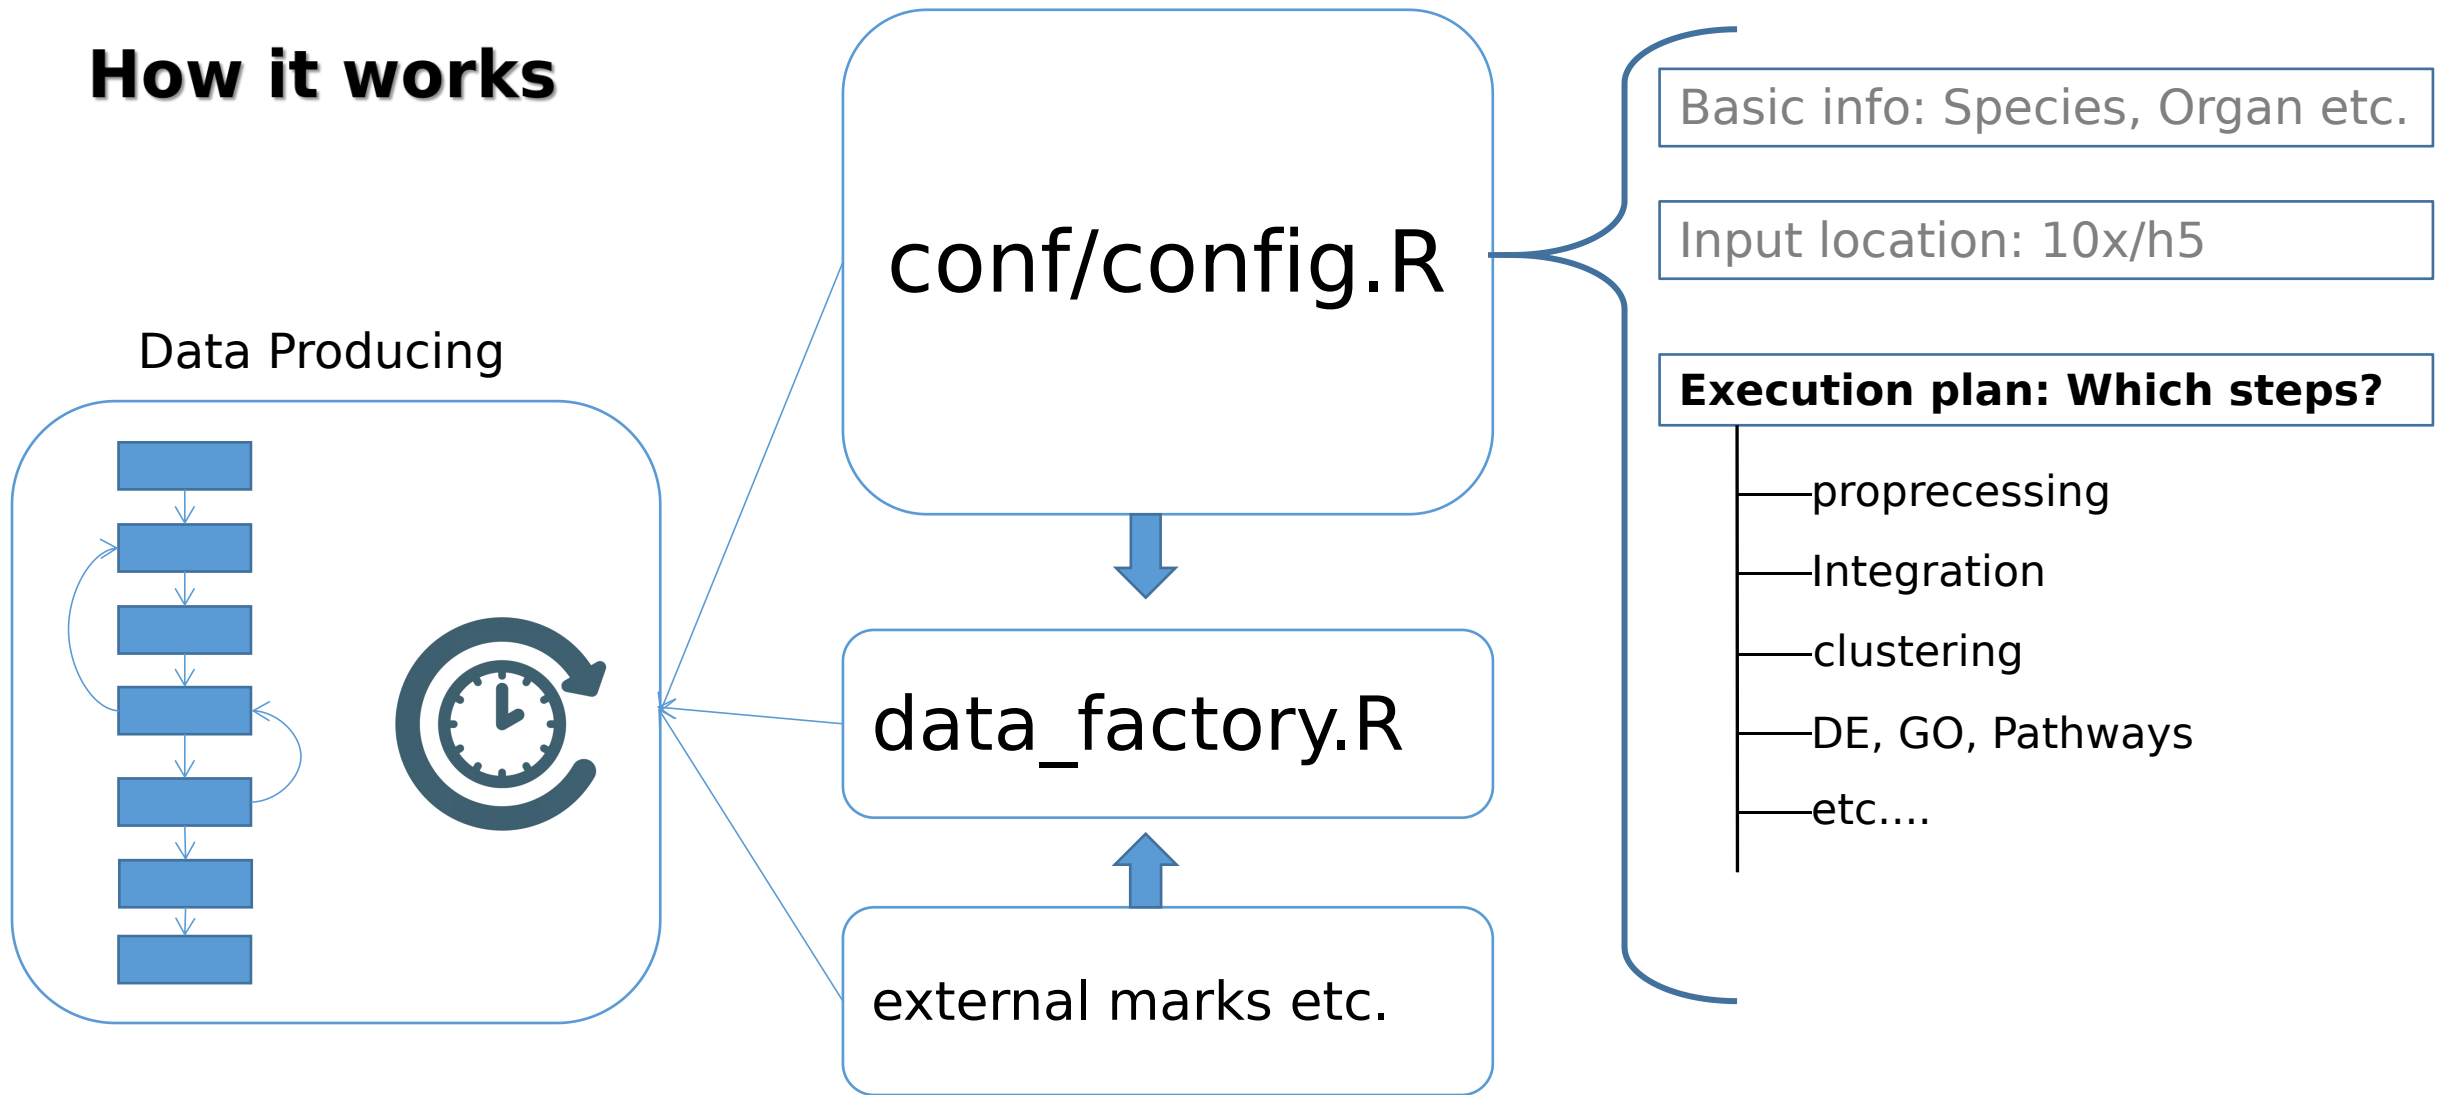 How it works
Data Producing
conf/config.R
data_factory.R
external marks etc.
Basic info: Species, Organ etc.
Input location: 10x/h5
Execution plan: Which steps?
proprecessing
Integration
clustering
DE, GO, Pathways
etc....